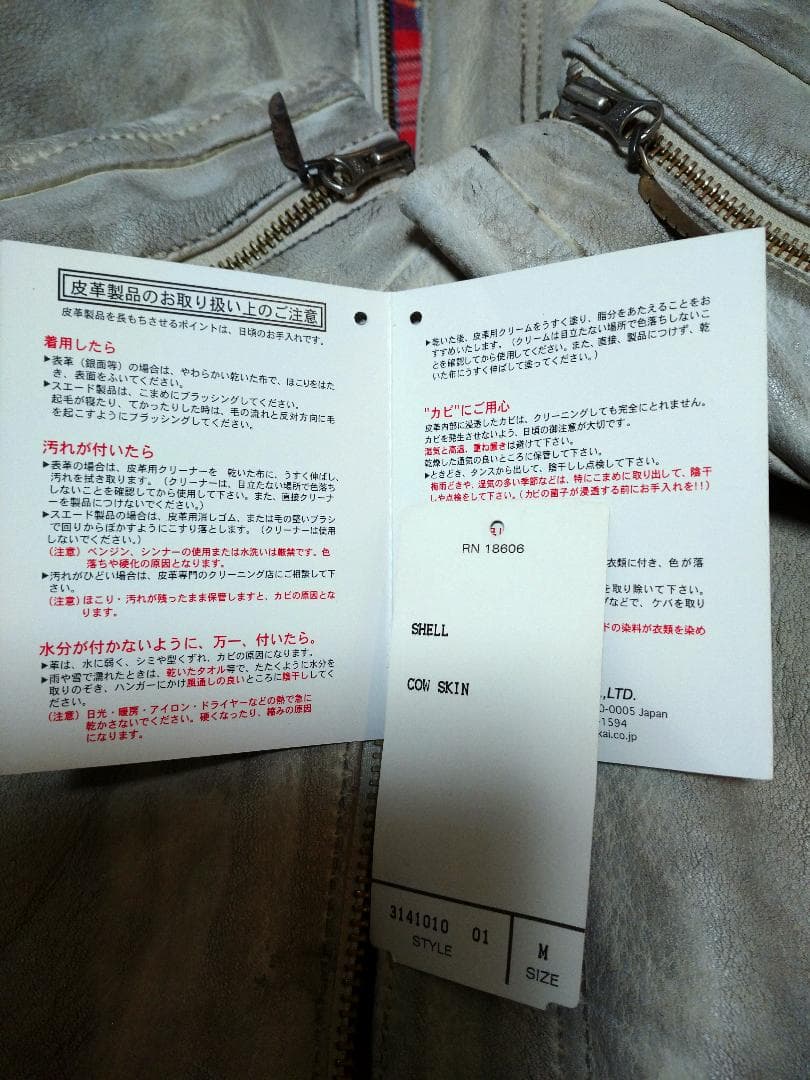 皮革製品のお取り扱い上のご注意
皮革製品を長もちさせるポイントは、日頃のお手入れです。
着用したら
▶表革（銀面等）の場合は、やわらかい乾いた布で、ほこりをはた
き、表面をふいてください。
▶スエード製品は、こまめにブラッシングしてください。
起毛が寝たり、てかったりした時は、毛の流れと反対方向に毛
を起こすようにブラッシングしてください。
汚れが付いたら
▶表革の場合は、皮革用クリーナーを 乾いた布に、うすく伸ばし、
汚れを拭き取ります。（クリーナーは、目立たない場所で色落ち
しないことを確認してから使用して下さい。また、直接クリーナ
ーを製品につけないでください。）
▶スエード製品の場合は、皮革用消しゴム、または毛の堅いブラシ
で回りからぼかすようにこすり落とします。（クリーナーは使用
しないでください。）
（注意）ベンジン、シンナーの使用または水洗いは厳禁です。色
落ちや硬化の原因となります。
▶汚れがひどい場合は、皮革専門のクリーニング店にご相談して下
さい。
（注意）ほこり・汚れが残ったまま保管しますと、カビの原因とな
ります。
水分が付かないように、万一、付いたら。
▶革は、水に弱く、シミや型くずれ、カビの原因になります。
▶雨や雪で濡れたときは、乾いたタオル等で、たたくように水分を
取りのぞき、ハンガーにかけ風通しの良いところに陰干ししてく
ださい。
（注意）日光・暖房・アイロン・ドライヤーなどの熱で急に
乾かさないでください。硬くなったり、縮みの原因
になります。
▶乾いた後、皮革用クリームをうすく塗り、脂分をあたえることをお
すすめいたします。（クリームは目立たない場所で色落ちしないこ
とを確認してから使用してください。また、直接、製品につけず、乾
いた布にうすく伸ばして塗ってください。）
"カビ"にご用心
皮革内部に浸透したカビは、クリーニングしても完全にとれません。
カビを発生させないよう、日頃の御注意が大切です。
湿気と高温、重ね置きは避けて下さい。
乾燥した通気の良いところに保管して下さい。
▶ときどき、タンスから出して、陰干しし点検して下さい。
梅雨どきや、湿気の多い季節などは、特にこまめに取り出して、陰干
しや点検をして下さい。（カビの菌子が浸透する前にお手入れを！！）
衣類に付き、色が落
を取り除いて下さい。
などで、ケバを取り
ドの染料が衣類を染め
.,LTD.
0-0005 Japan
-1594
kai.co.jp
RN 18606
SHELL
COW SKIN
3141010 01
STYLE
M
SIZE